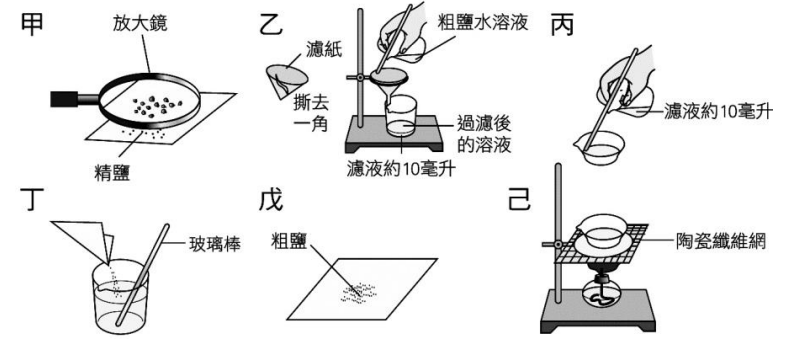 甲
放大鏡
精鹽
乙
濾紙
撕去
一角
粗鹽水溶液
過濾後
的溶液
濾液約10毫升
丙
濾液約10毫升
丁
玻璃棒
戊
粗鹽
己
陶瓷纖維網